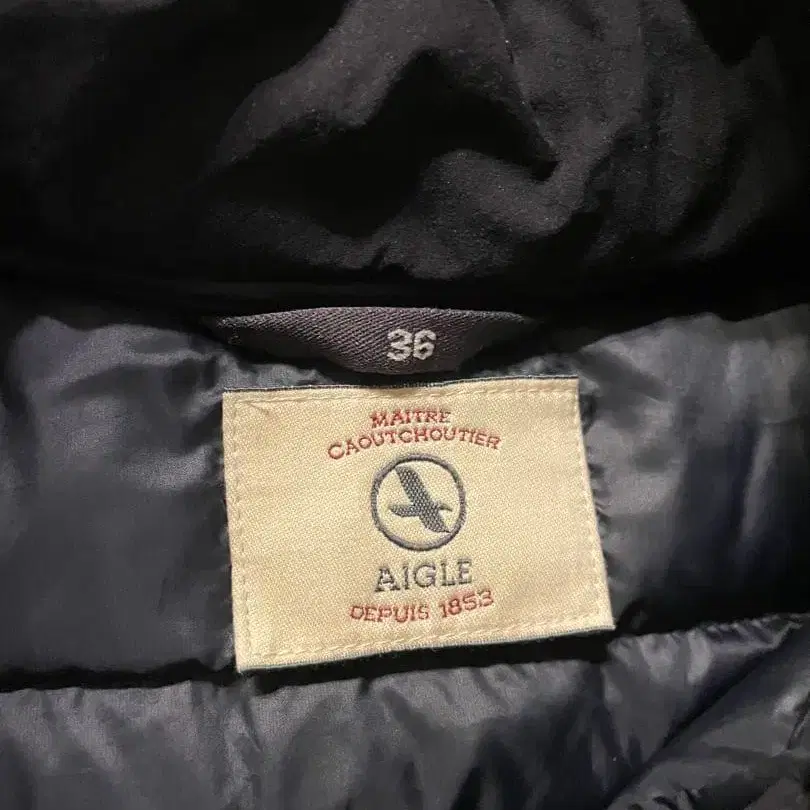 36
MAITRE
CAOUTCHOUTIER
AIGLE
DEPUIS 1853